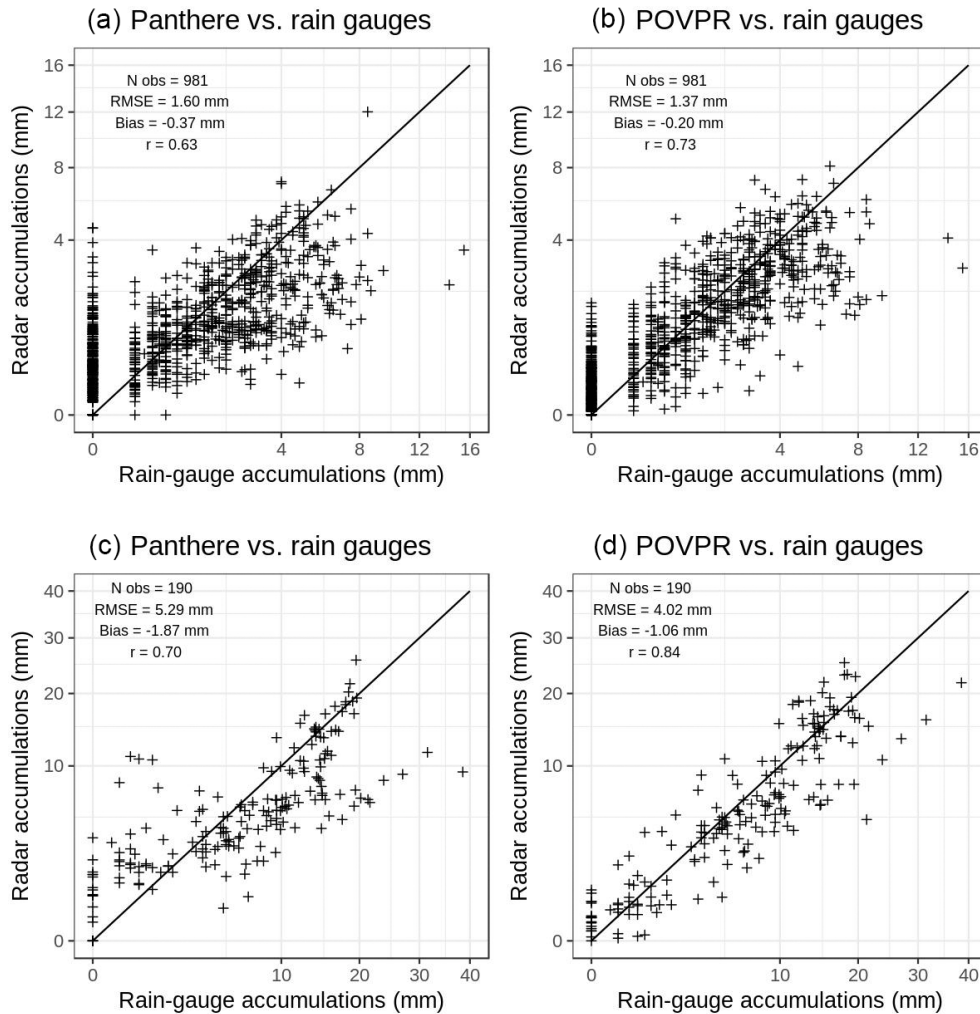 (a) Panthere vs. rain gauges
N obs = 981
RMSE = 1.60 mm
Bias = -0.37 mm
r = 0.63
Radar accumulations (mm)
16
12
8
4
0
0 4 8 12 16
Rain-gauge accumulations (mm)
(b) POVPR vs. rain gauges
N obs = 981
RMSE = 1.37 mm
Bias = -0.20 mm
r = 0.73
Radar accumulations (mm)
16
12
8
4
0
0 4 8 12 16
Rain-gauge accumulations (mm)
(c) Panthere vs. rain gauges
N obs = 190
RMSE = 5.29 mm
Bias = -1.87 mm
r = 0.70
Radar accumulations (mm)
40
30
20
10
0
0 10 20 30 40
Rain-gauge accumulations (mm)
(d) POVPR vs. rain gauges
N obs = 190
RMSE = 4.02 mm
Bias = -1.06 mm
r = 0.84
Radar accumulations (mm)
40
30
20
10
0
0 10 20 30 40
Rain-gauge accumulations (mm)